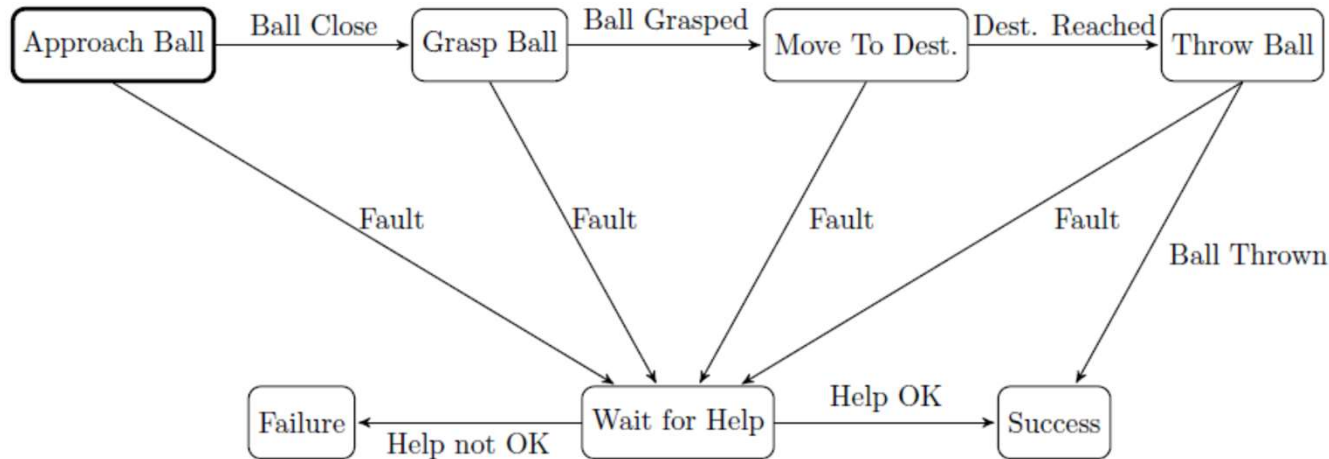 Approach Ball
Ball Close
Grasp Ball
Ball Grasped
Move To Dest.
Dest. Reached
Throw Ball
Fault
Fault
Fault
Fault
Ball Thrown
Failure
Help not OK
Wait for Help
Help OK
Success